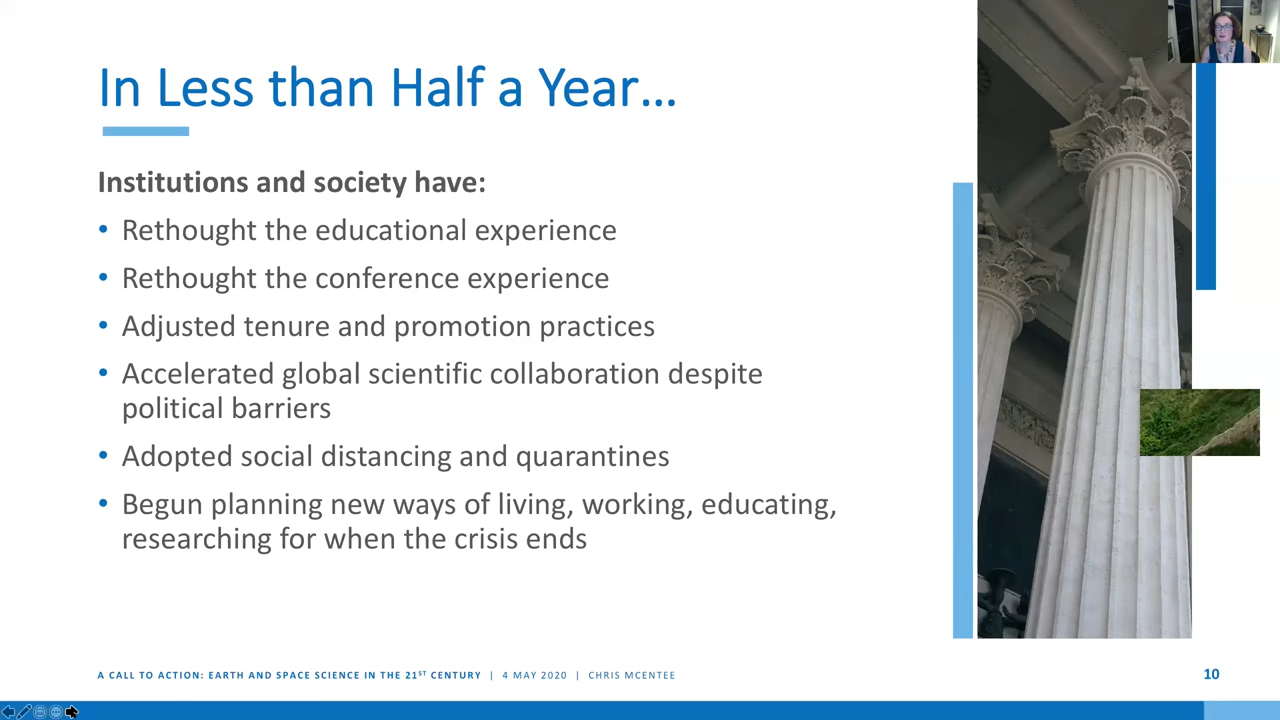 In Less than Half a Year…
Institutions and society have:
• Rethought the educational experience
• Rethought the conference experience
• Adjusted tenure and promotion practices
• Accelerated global scientific collaboration despite
political barriers
• Adopted social distancing and quarantines
• Begun planning new ways of living, working, educating,
researching for when the crisis ends
A CALL TO ACTION: EARTH AND SPACE SCIENCE IN THE 21ST CENTURY | 4 MAY 2020 | CHRIS MCENTEE
10